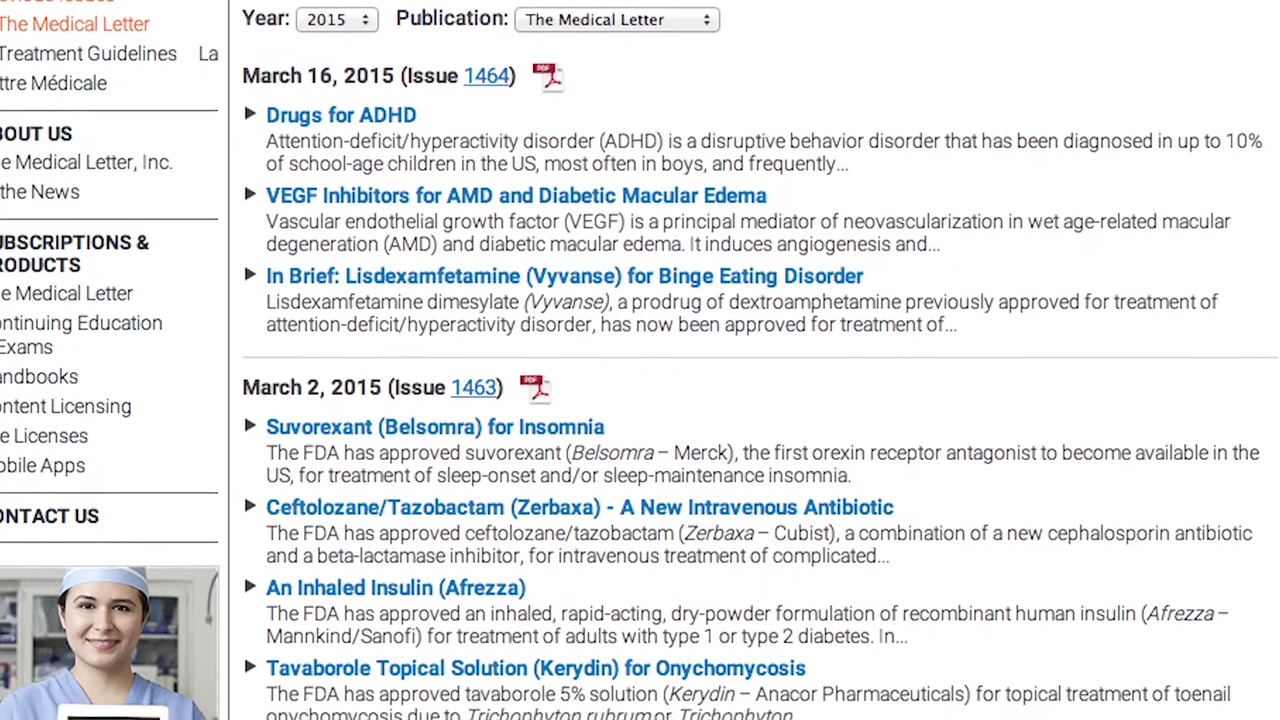 The Medical Letter
Treatment Guidelines La
ttre Médicale
BOUT US
e Medical Letter, Inc.
the News
UBSCRIPTIONS &
RODUCTS
e Medical Letter
ontinuing Education
Exams
andbooks
ontent Licensing
e Licenses
obile Apps
ONTACT US
Year: 2015 Publication: The Medical Letter
March 16, 2015 (Issue 1464) PDF
Drugs for ADHD
Attention-deficit/hyperactivity disorder (ADHD) is a disruptive behavior disorder that has been diagnosed in up to 10%
of school-age children in the US, most often in boys, and frequently...
VEGF Inhibitors for AMD and Diabetic Macular Edema
Vascular endothelial growth factor (VEGF) is a principal mediator of neovascularization in wet age-related macular
degeneration (AMD) and diabetic macular edema. It induces angiogenesis and...
In Brief: Lisdexamfetamine (Vyvanse) for Binge Eating Disorder
Lisdexamfetamine dimesylate (Vyvanse), a prodrug of dextroamphetamine previously approved for treatment of
attention-deficit/hyperactivity disorder, has now been approved for treatment of...
March 2, 2015 (Issue 1463) PDF
Suvorexant (Belsomra) for Insomnia
The FDA has approved suvorexant (Belsomra – Merck), the first orexin receptor antagonist to become available in the
US, for treatment of sleep-onset and/or sleep-maintenance insomnia.
Ceftolozane/Tazobactam (Zerbaxa) - A New Intravenous Antibiotic
The FDA has approved ceftolozane/tazobactam (Zerbaxa – Cubist), a combination of a new cephalosporin antibiotic
and a beta-lactamase inhibitor, for intravenous treatment of complicated...
An Inhaled Insulin (Afrezza)
The FDA has approved an inhaled, rapid-acting, dry-powder formulation of recombinant human insulin (Afrezza –
Mannkind/Sanofi) for treatment of adults with type 1 or type 2 diabetes. In...
Tavaborole Topical Solution (Kerydin) for Onychomycosis
The FDA has approved tavaborole 5% solution (Kerydin – Anacor Pharmaceuticals) for topical treatment of toenail
onychomycosis due to Trichophyton rubrum or Trichophyton